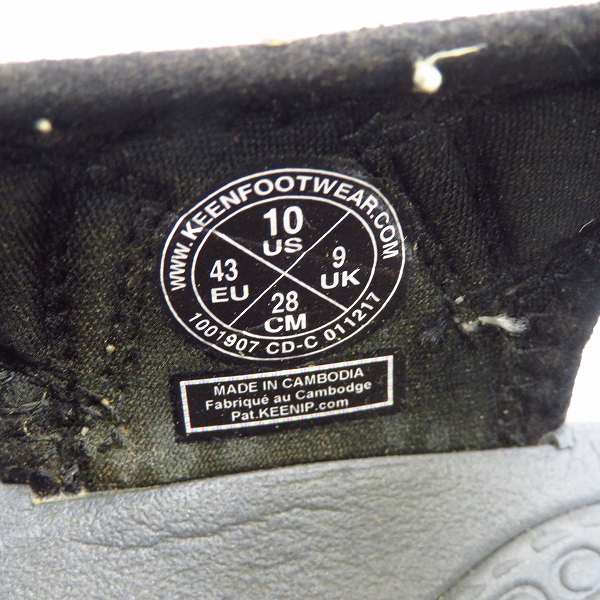 WWW.KEENFOOTWEAR.COM
10
US
43
EU
9
UK
28
CM
1001907 CD-C 011217
MADE IN CAMBODIA
Fabriqué au Cambodge
Pat.KEENIP.com